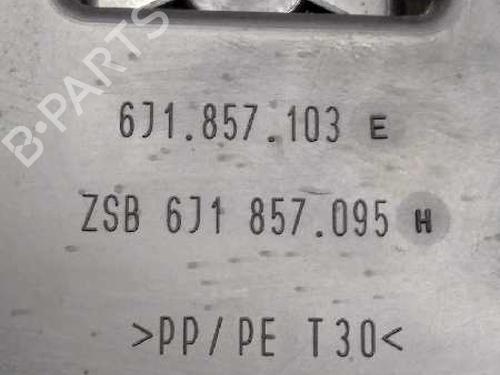 B-PARTS
6J1.857.103 E
ZSB 6J1 857.095 H
>PP/PE T30<